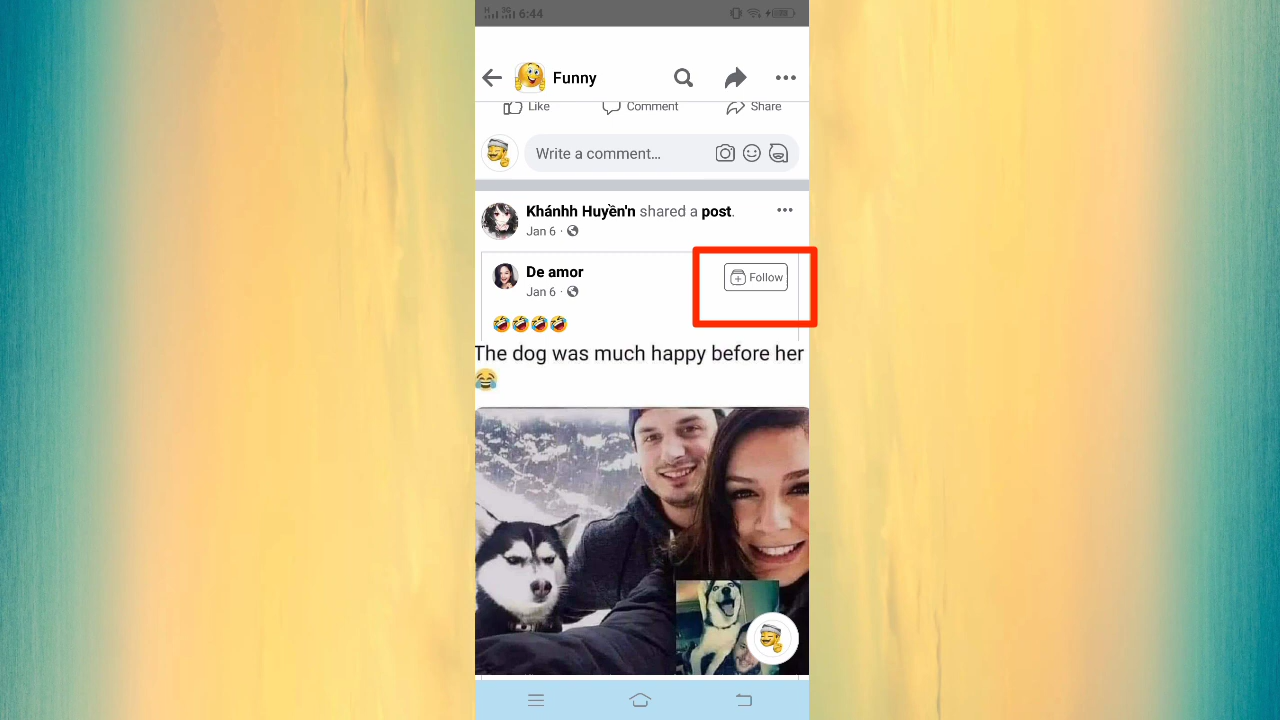 H 3G 6:44
Funny
Like Comment Share
Write a comment...
Khánhh Huyền'n shared a post.
Jan 6 ·
De amor Follow
Jan 6 ·
🤣🤣🤣🤣
The dog was much happy before her
😂